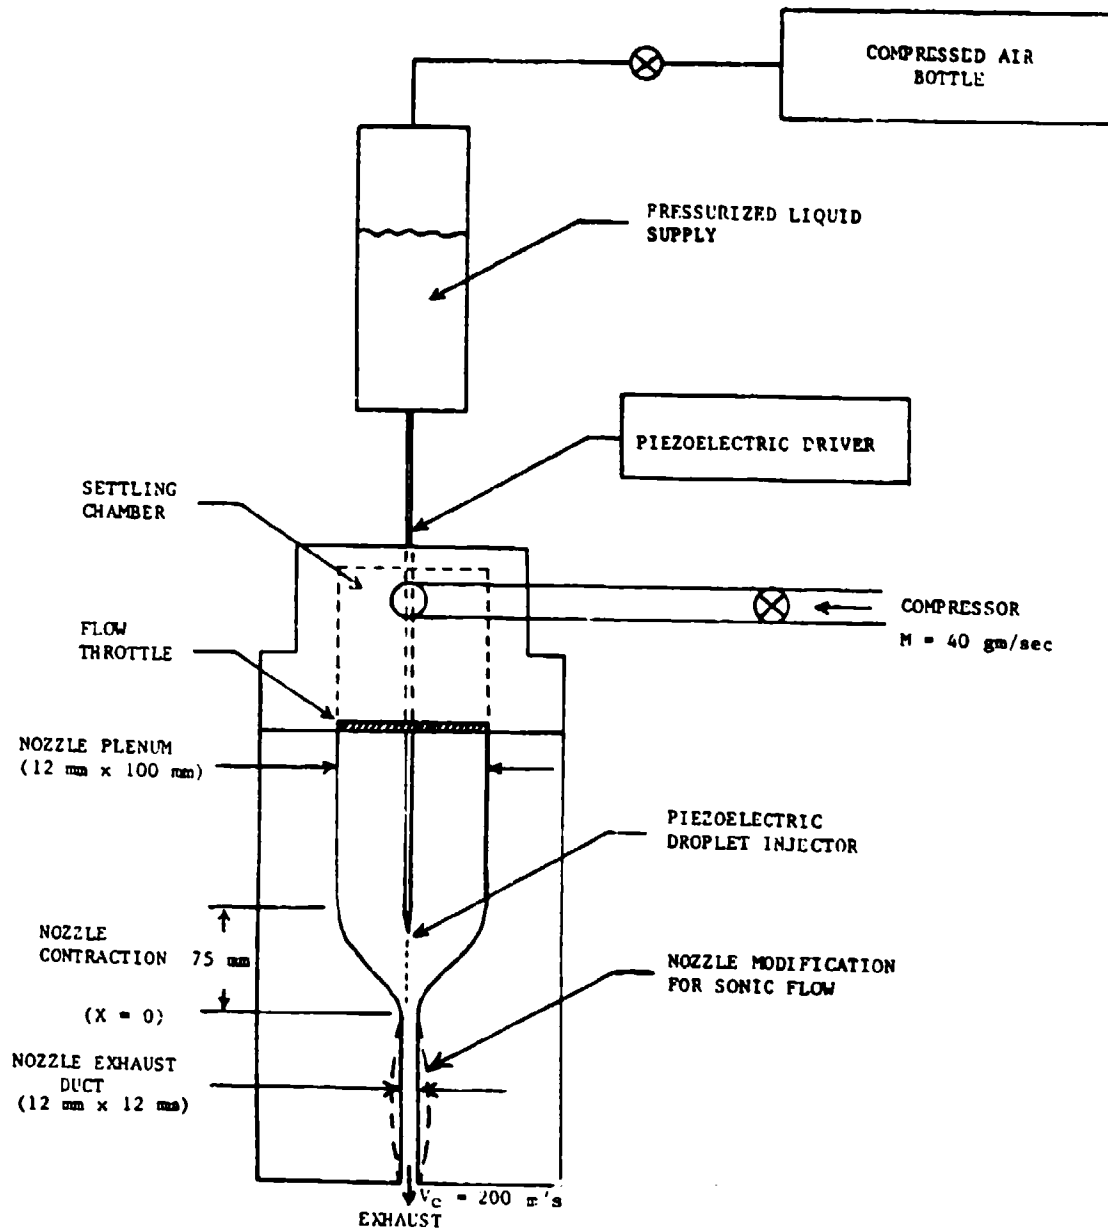 COMPRESSED AIR
BOTTLE
PRESSURIZED LIQUID
SUPPLY
PIEZOELECTRIC DRIVER
SETTLING
CHAMBER
COMPRESSOR
M = 40 gm/sec
FLOW
THROTTLE
NOZZLE PLENUM
(12 mm x 100 mm)
PIEZOELECTRIC
DROPLET INJECTOR
NOZZLE
CONTRACTION 75 mm
NOZZLE MODIFICATION
FOR SONIC FLOW
(X = 0)
NOZZLE EXHAUST
DUCT
(12 mm x 12 mm)
V_C = 200 m/s
EXHAUST